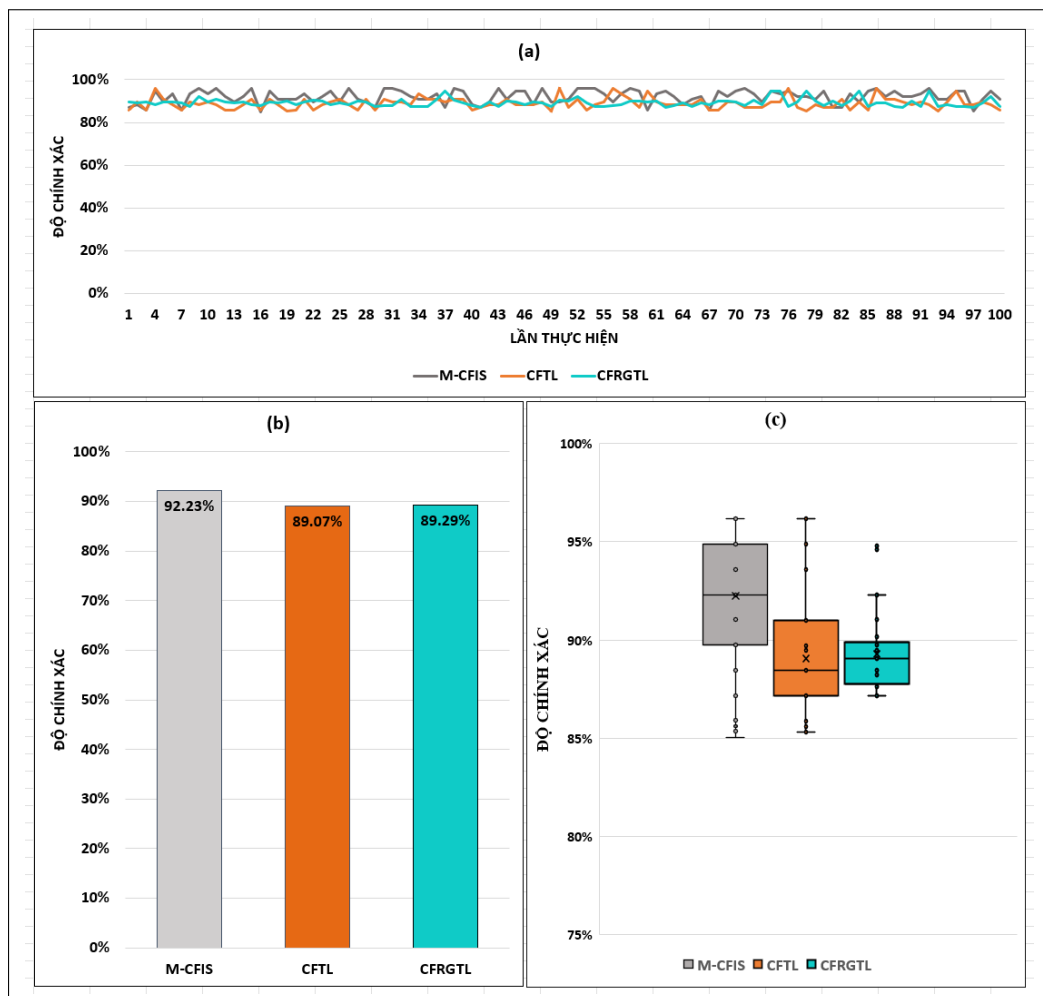 (a)
100%
80%
60%
40%
20%
0%
ĐỘ CHÍNH XÁC
1 4 7 10 13 16 19 22 25 28 31 34 37 40 43 46 49 52 55 58 61 64 67 70 73 76 79 82 85 88 91 94 97 100
LẦN THỰC HIỆN
M-CFIS CFTL CFRGTL
(b)
100%
90%
80%
70%
60%
50%
40%
30%
20%
10%
0%
ĐỘ CHÍNH XÁC
92.23% 89.07% 89.29%
M-CFIS CFTL CFRGTL
(c)
100%
95%
90%
85%
80%
75%
ĐỘ CHÍNH XÁC
M-CFIS CFTL CFRGTL